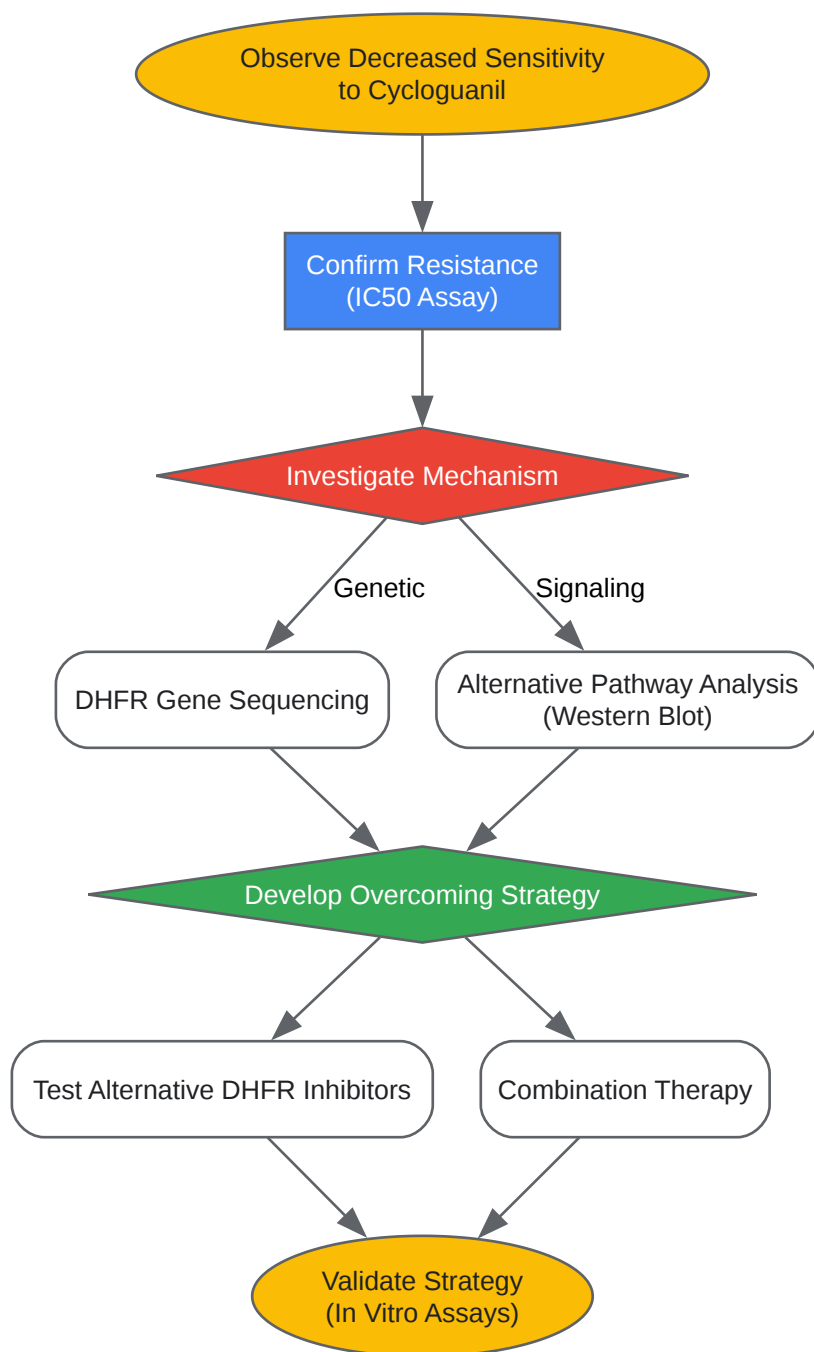 Observe Decreased Sensitivity
to Cycloguanil
Confirm Resistance
(IC50 Assay)
Investigate Mechanism
Genetic
Signaling
DHFR Gene Sequencing
Alternative Pathway Analysis
(Western Blot)
Develop Overcoming Strategy
Test Alternative DHFR Inhibitors
Combination Therapy
Validate Strategy
(In Vitro Assays)